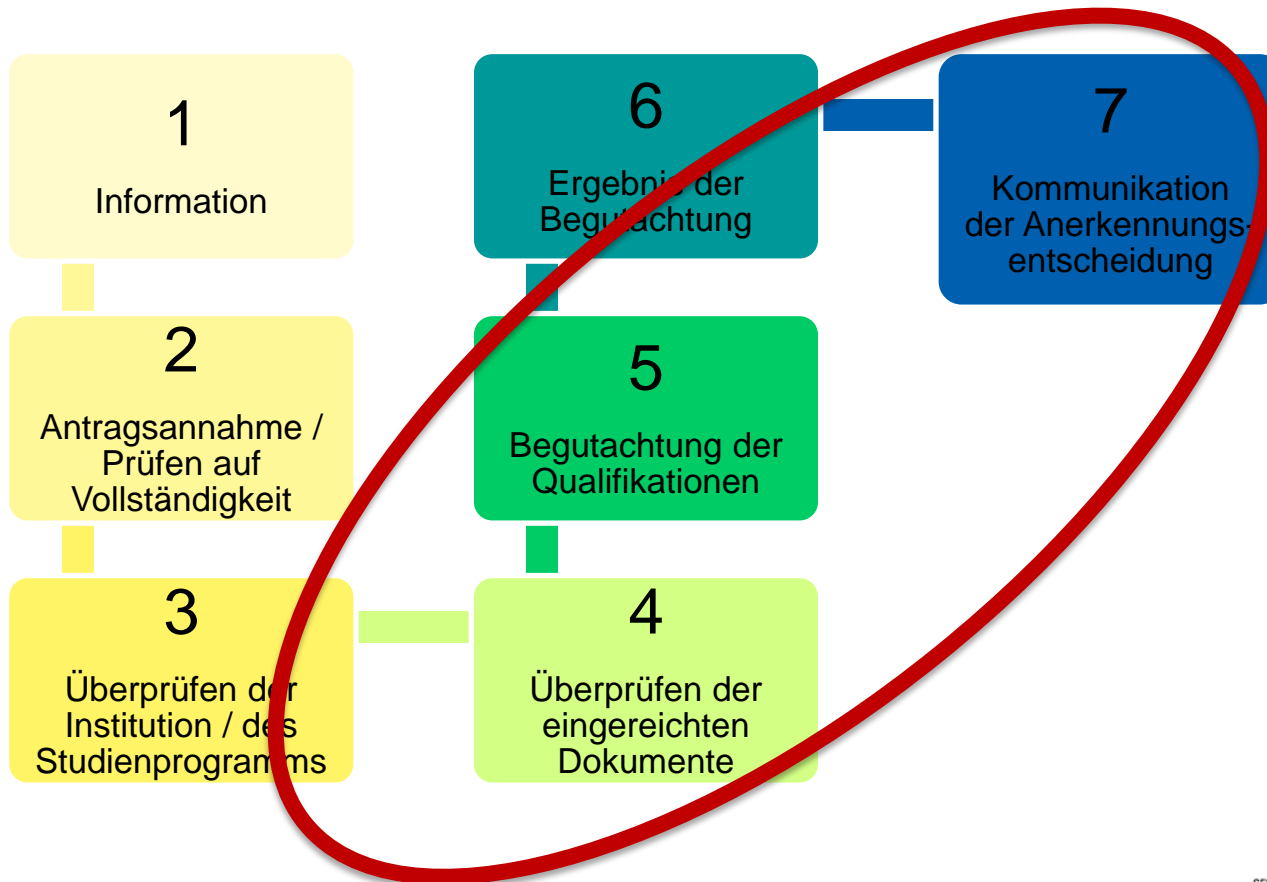 1
Information
2
Antragsannahme /
Prüfen auf
Vollständigkeit
3
Überprüfen der
Institution / des
Studienprogramms
4
Überprüfen der
eingereichten
Dokumente
5
Begutachtung der
Qualifikationen
6
Ergebnis der
Begutachtung
7
Kommunikation
der Anerkennungs-
entscheidung